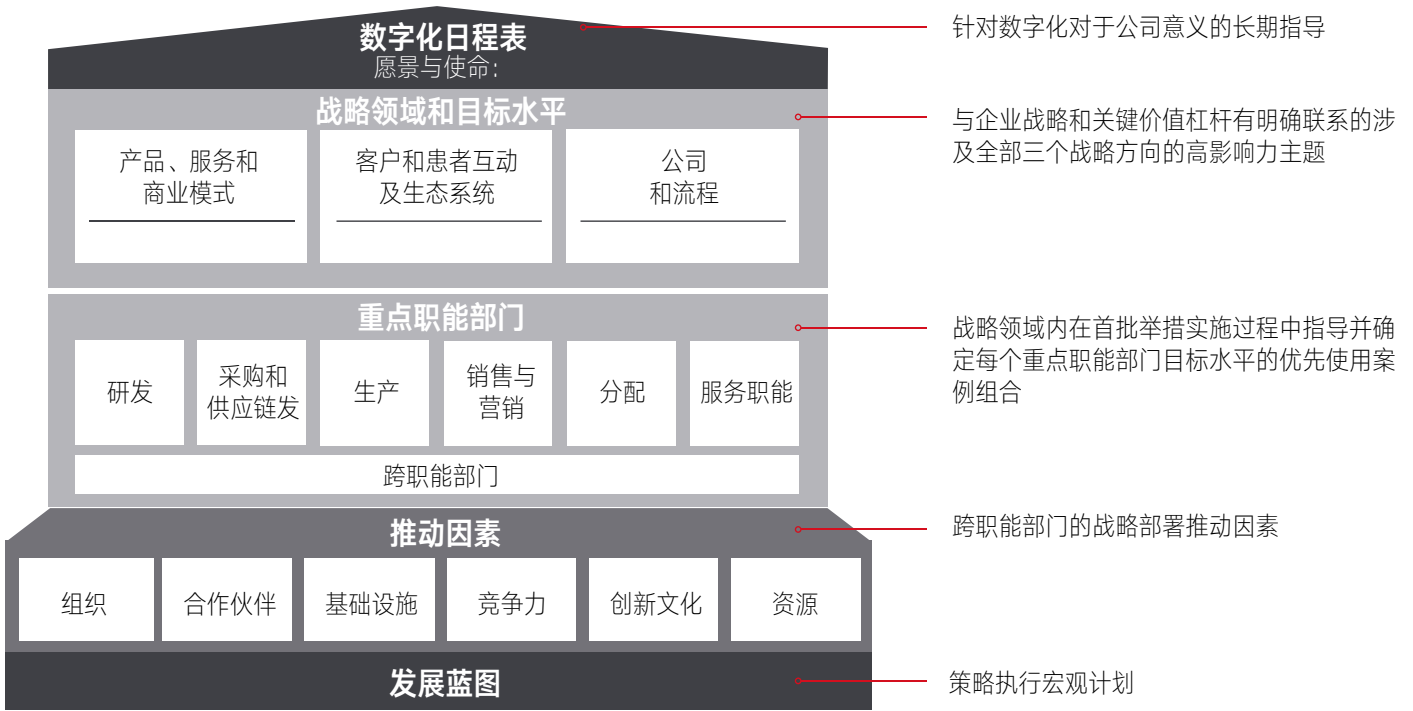 数字化日程表
愿景与使命:
针对数字化对于公司意义的长期指导
战略领域和目标水平
产品、服务和
商业模式
客户和患者互动
及生态系统
公司
和流程
与企业战略和关键价值杠杆有明确联系的涉
及全部三个战略方向的高影响力主题
重点职能部门
研发
采购和
供应链发
生产
销售与
营销
分配
服务职能
跨职能部门
战略领域内在首批举措实施过程中指导并确
定每个重点职能部门目标水平的优先使用案
例组合
推动因素
组织
合作伙伴
基础设施
竞争力
创新文化
资源
跨职能部门的战略部署推动因素
发展蓝图
策略执行宏观计划